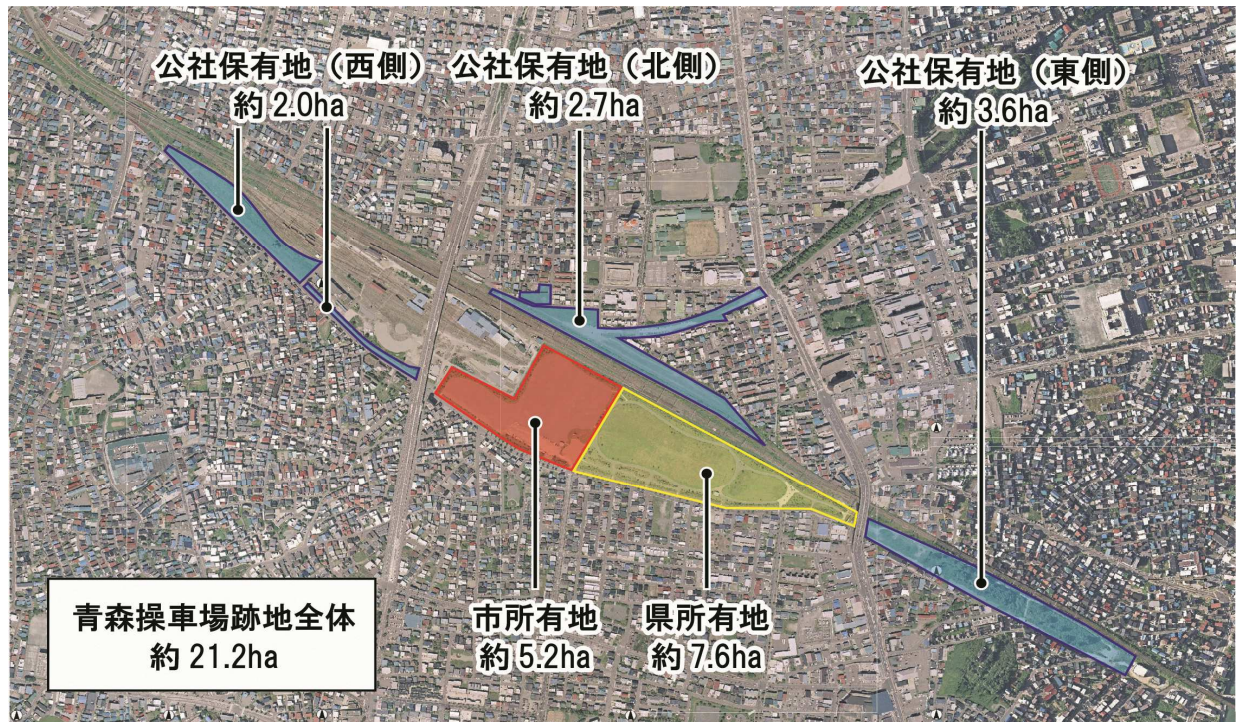 公社保有地（西側）
約2.0ha
公社保有地（北側）
約2.7ha
公社保有地（東側）
約3.6ha
青森操車場跡地全体
約21.2ha
市所有地
約5.2ha
県所有地
約7.6ha